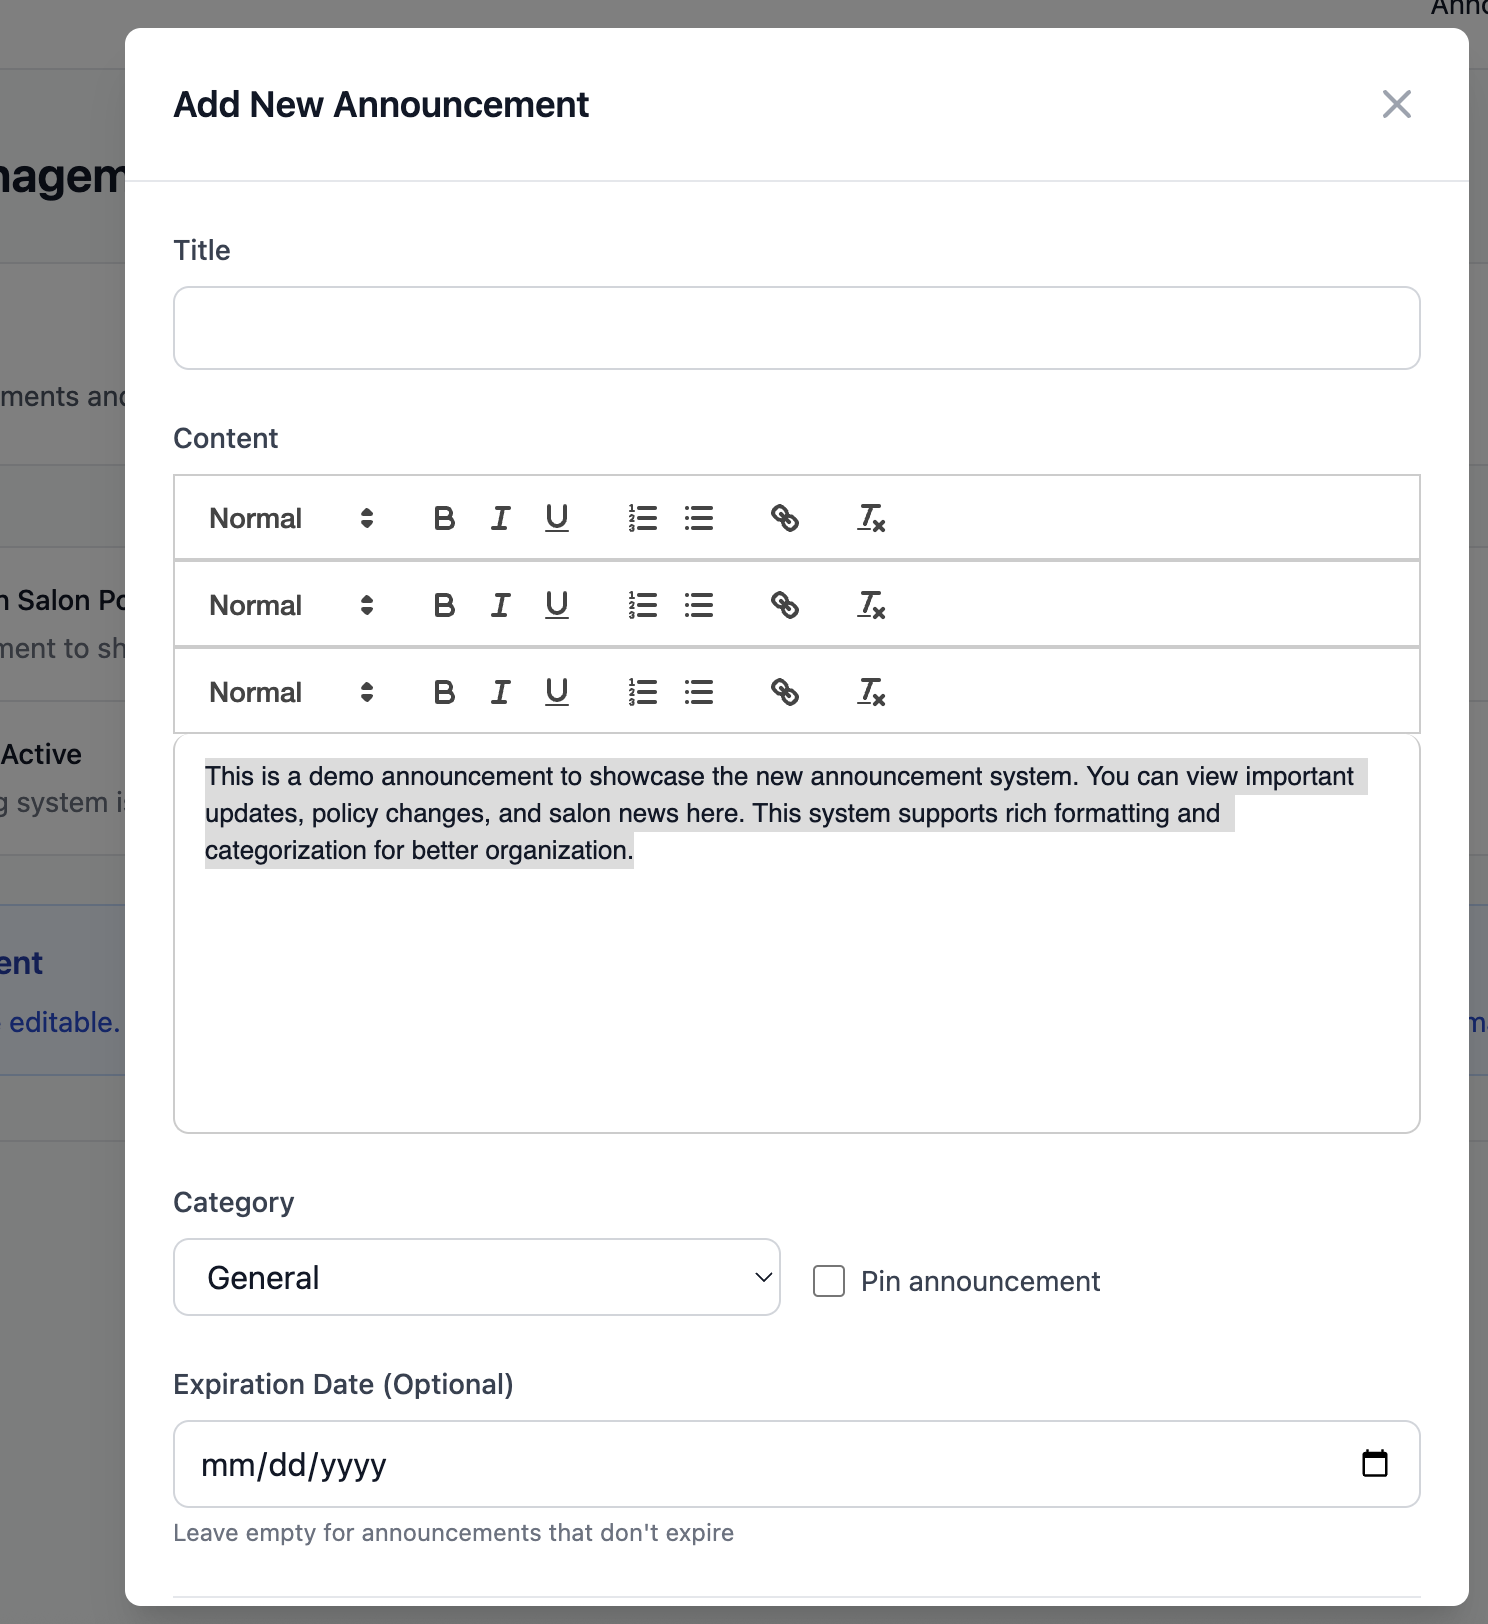 Add New Announcement
Title
Content
Normal
Normal
Normal
This is a demo announcement to showcase the new announcement system. You can view important
updates, policy changes, and salon news here. This system supports rich formatting and
categorization for better organization.
Category
General
Pin announcement
Expiration Date (Optional)
mm/dd/yyyy
Leave empty for announcements that don't expire
ments and
n Salon Po
ment to sh
Active
g system i
ent
editable.